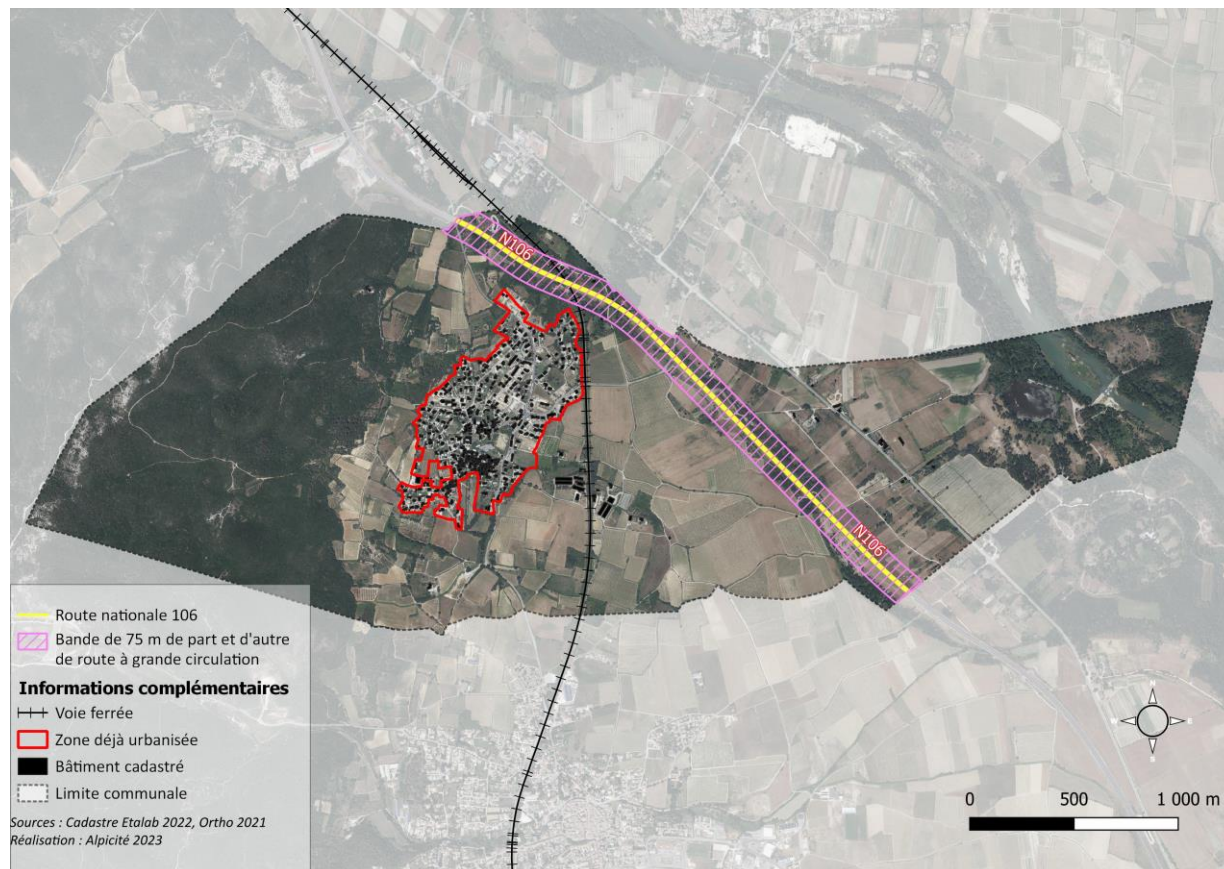 N106
N106
Route nationale 106
Bande de 75 m de part et d'autre
de route à grande circulation
Informations complémentaires
Voie ferrée
Zone déjà urbanisée
Bâtiment cadastré
Limite communale
Sources : Cadastre Etalab 2022, Ortho 2021
Réalisation : Alpicité 2023
0 500 1 000 m